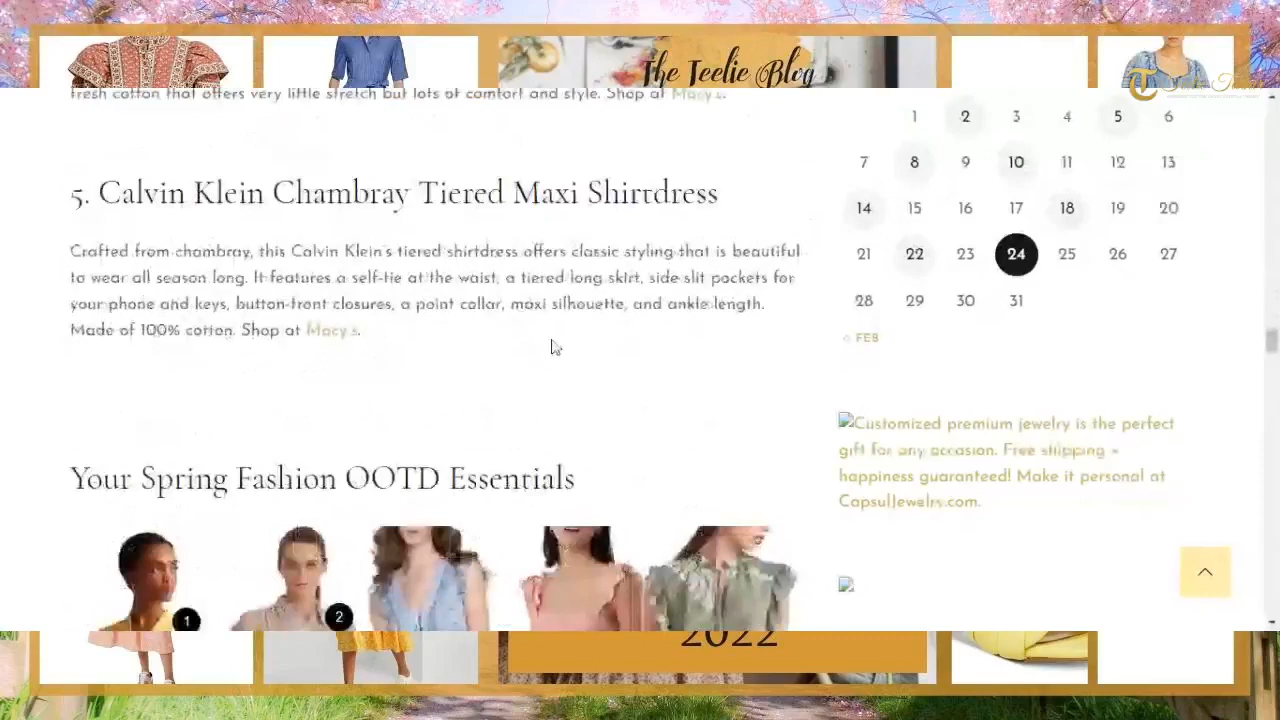 The Teelie Blog
fresh cotton that offers very little stretch but lots of comfort and style. Shop at Macy's.
5. Calvin Klein Chambray Tiered Maxi Shirtdress
Crafted from chambray, this Calvin Klein's tiered shirtdress offers classic styling that is beautiful
to wear all season long. It features a self-tie at the waist, a tiered long skirt, side slit pockets for
your phone and keys, button-front closures, a point collar, maxi silhouette, and ankle length.
Made of 100% cotton. Shop at Macy's.
Your Spring Fashion OOTD Essentials
1
2
1 2 3 4 5 6
7 8 9 10 11 12 13
14 15 16 17 18 19 20
21 22 23 24 25 26 27
28 29 30 31
« FEB
Customized premium jewelry is the perfect
gift for any occasion. Free shipping +
happiness guaranteed! Make it personal at
CapsulJewelry.com.
2022